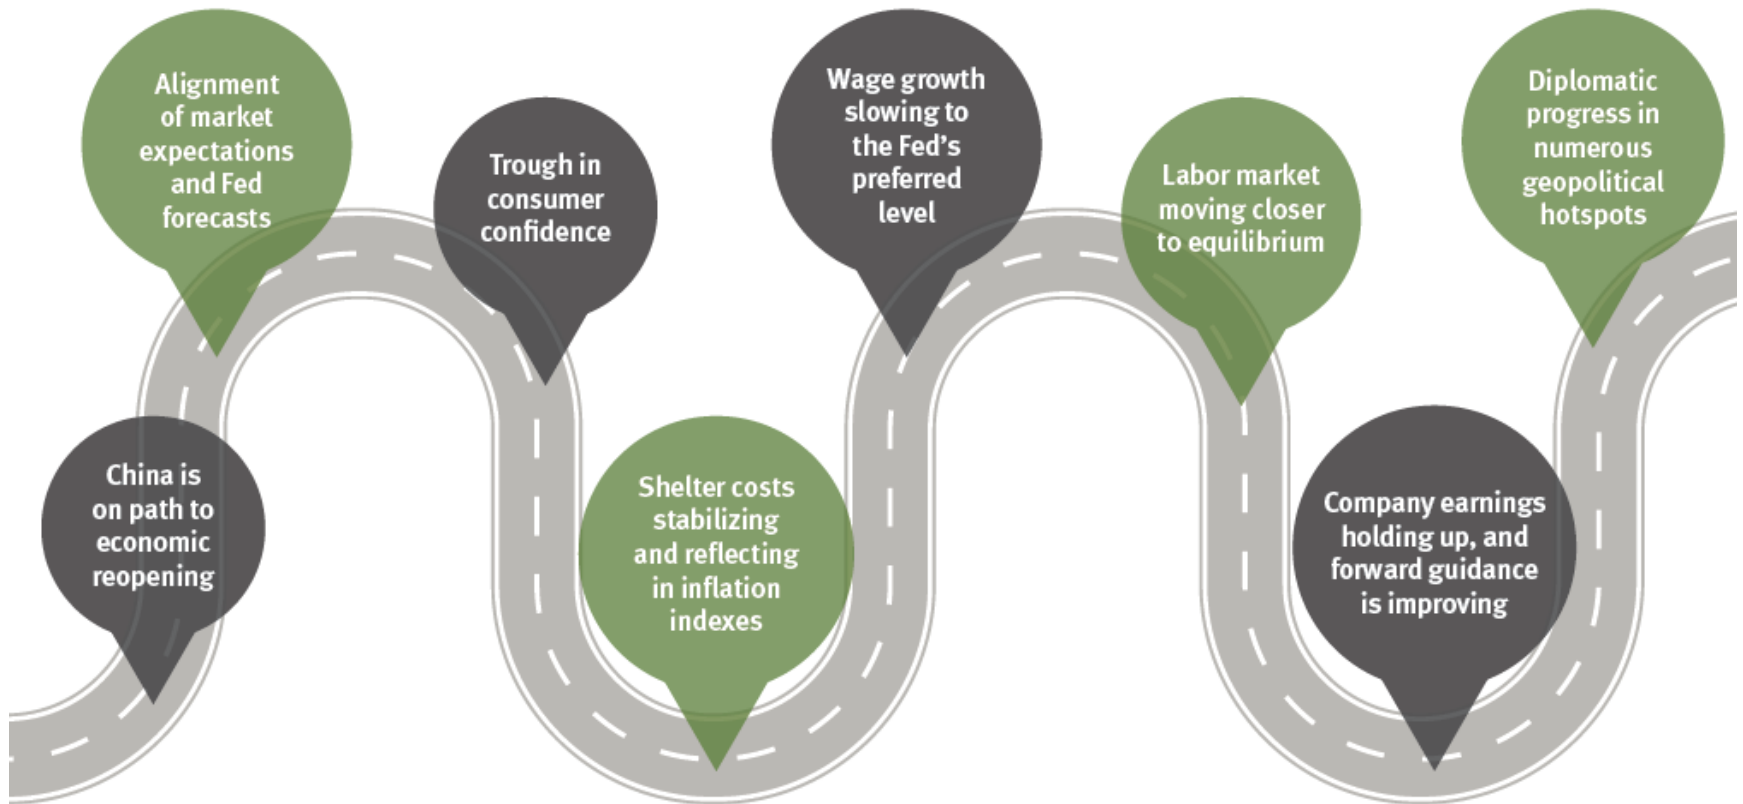 China is
on path to
economic
reopening
Alignment
of market
expectations
and Fed
forecasts
Trough in
consumer
confidence
Shelter costs
stabilizing
and reflecting
in inflation
indexes
Wage growth
slowing to
the Fed’s
preferred
level
Labor market
moving closer
to equilibrium
Company earnings
holding up, and
forward guidance
is improving
Diplomatic
progress in
numerous
geopolitical
hotspots